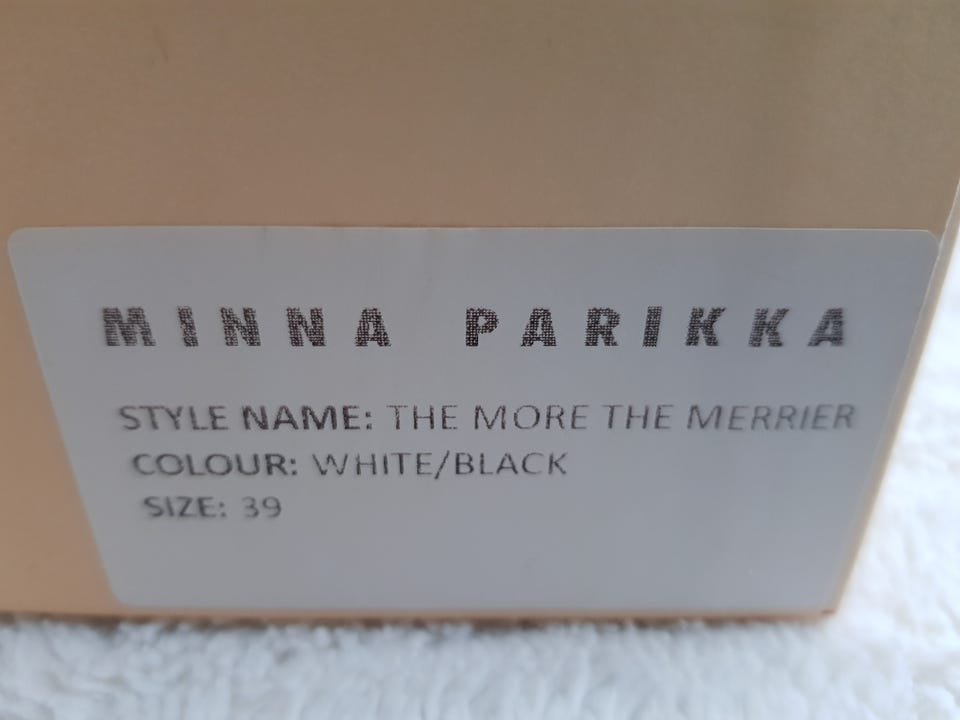 MINNA PARIKKA
STYLE NAME: THE MORE THE MERRIER
COLOUR: WHITE/BLACK
SIZE: 39